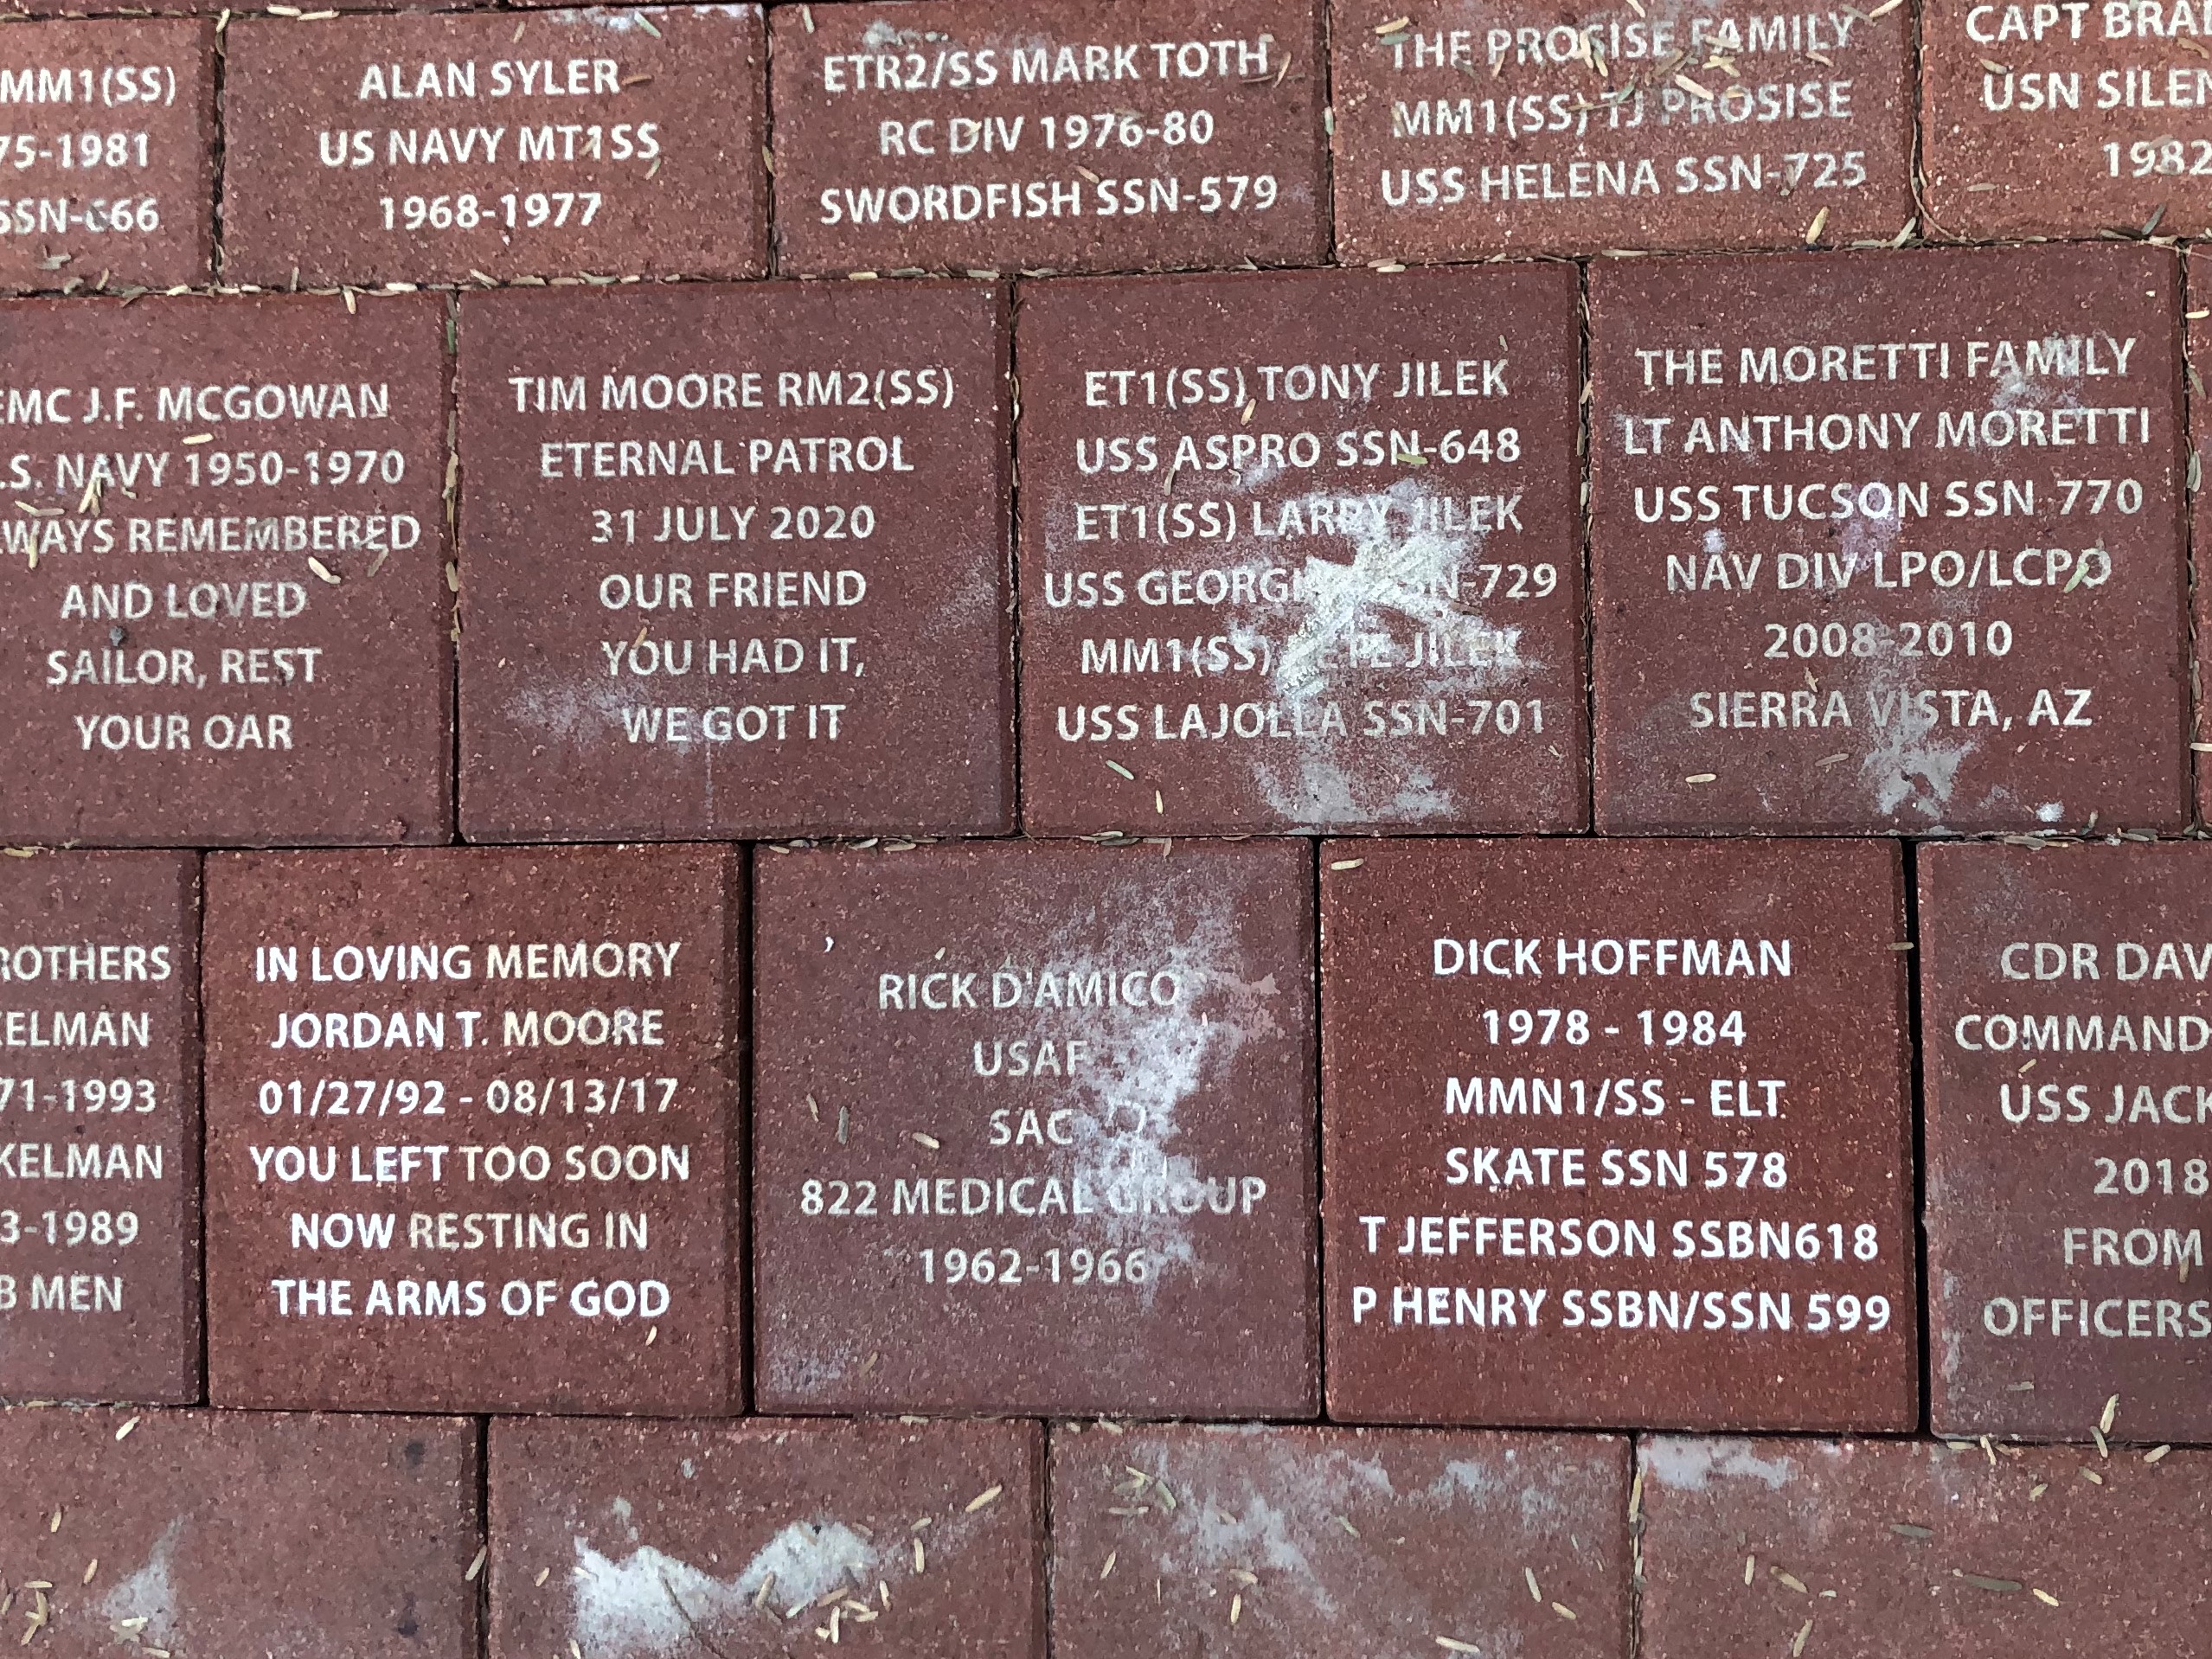 MM1(SS)
75-1981
SSN-666
ALAN SYLER
US NAVY MT1SS
1968-1977
ETR2/SS MARK TOTH
RC DIV 1976-80
SWORDFISH SSN-579
THE PROSISE FAMILY
MM1(SS) TJ PROSISE
USS HELENA SSN-725
CAPT BRA
USN SILEN
1982
EMC J.F. MCGOWAN
.S. NAVY 1950-1970
LWAYS REMEMBERED
AND LOVED
SAILOR, REST
YOUR OAR
TIM MOORE RM2(SS)
ETERNAL PATROL
31 JULY 2020
OUR FRIEND
YOU HAD IT,
WE GOT IT
ET1(SS) TONY JILEK
USS ASPRO SSN-648
ET1(SS) LARRY JILEK
USS GEORGIA SSN-729
MM1(SS) JILEK
USS LAJOLLA SSN-701
THE MORETTI FAMILY
LT ANTHONY MORETTI
USS TUCSON SSN 770
NAV DIV LPO/LCPO
2008-2010
SIERRA VISTA, AZ
ROTHERS
KELMAN
71-1993
KELMAN
3-1989
B MEN
IN LOVING MEMORY
JORDAN T. MOORE
01/27/92 - 08/13/17
YOU LEFT TOO SOON
NOW RESTING IN
THE ARMS OF GOD
RICK D'AMICO
USAF
SAC
822 MEDICAL GROUP
1962-1966
DICK HOFFMAN
1978 - 1984
MMN1/SS - ELT
SKATE SSN 578
T JEFFERSON SSBN618
P HENRY SSBN/SSN 599
CDR DAV
COMMAND
USS JACK
2018
FROM
OFFICERS